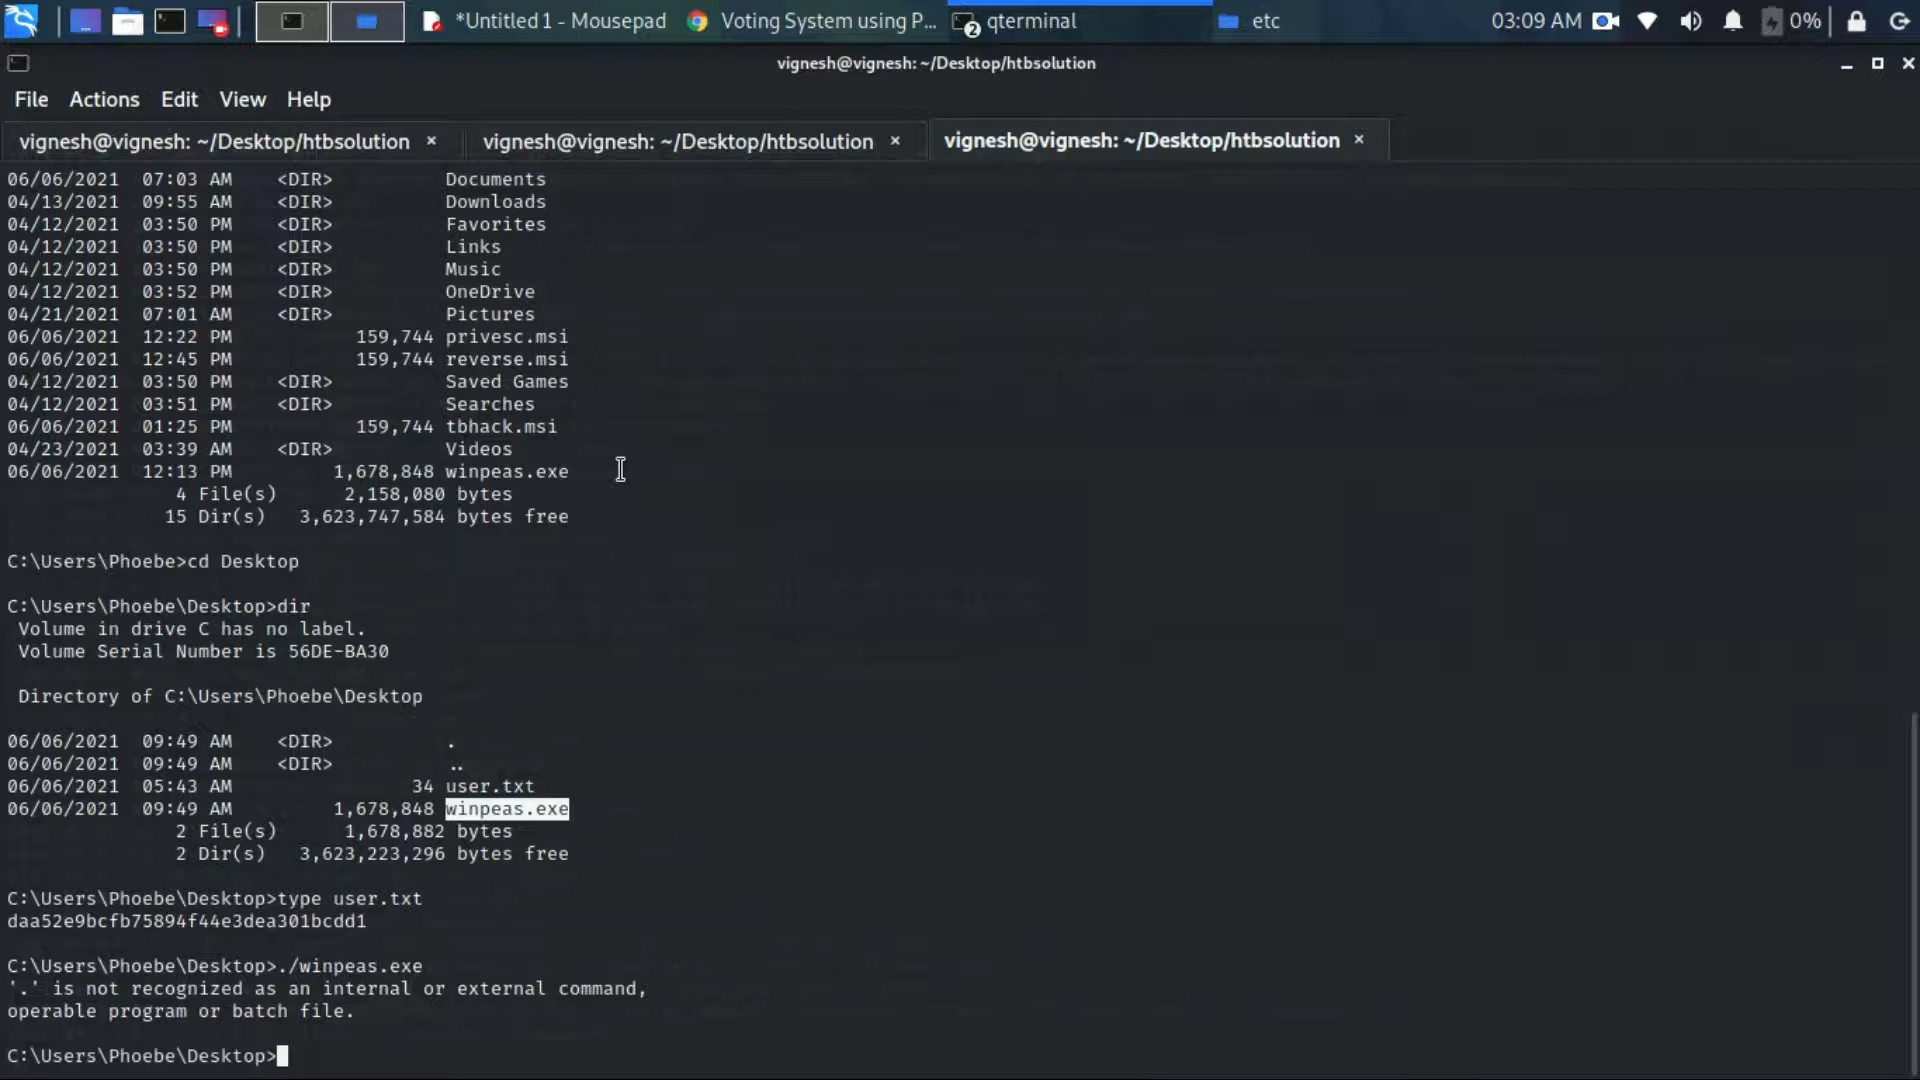 *Untitled 1 - Mousepad
Voting System using P...
2
qterminal
etc
03:09 AM
0%
vignesh@vignesh: ~/Desktop/htbsolution
File Actions Edit View Help
vignesh@vignesh: ~/Desktop/htbsolution × vignesh@vignesh: ~/Desktop/htbsolution × vignesh@vignesh: ~/Desktop/htbsolution ×
06/06/2021  07:03 AM    <DIR>          Documents
04/13/2021  09:55 AM    <DIR>          Downloads
04/12/2021  03:50 PM    <DIR>          Favorites
04/12/2021  03:50 PM    <DIR>          Links
04/12/2021  03:50 PM    <DIR>          Music
04/12/2021  03:52 PM    <DIR>          OneDrive
04/21/2021  07:01 AM    <DIR>          Pictures
06/06/2021  12:22 PM           159,744 privesc.msi
06/06/2021  12:45 PM           159,744 reverse.msi
04/12/2021  03:50 PM    <DIR>          Saved Games
04/12/2021  03:51 PM    <DIR>          Searches
06/06/2021  01:25 PM           159,744 tbhack.msi
04/23/2021  03:39 AM    <DIR>          Videos
06/06/2021  12:13 PM         1,678,848 winpeas.exe
4 File(s)      2,158,080 bytes
15 Dir(s)   3,623,747,584 bytes free
C:\Users\Phoebe>cd Desktop
C:\Users\Phoebe\Desktop>dir
Volume in drive C has no label.
Volume Serial Number is 56DE-BA30
Directory of C:\Users\Phoebe\Desktop
06/06/2021  09:49 AM    <DIR>          .
06/06/2021  09:49 AM    <DIR>          ..
06/06/2021  05:43 AM                34 user.txt
06/06/2021  09:49 AM         1,678,848 winpeas.exe
2 File(s)      1,678,882 bytes
2 Dir(s)   3,623,223,296 bytes free
C:\Users\Phoebe\Desktop>type user.txt
daa52e9bcfb75894f44e3dea301bcdd1
C:\Users\Phoebe\Desktop>./winpeas.exe
'.' is not recognized as an internal or external command,
operable program or batch file.
C:\Users\Phoebe\Desktop>